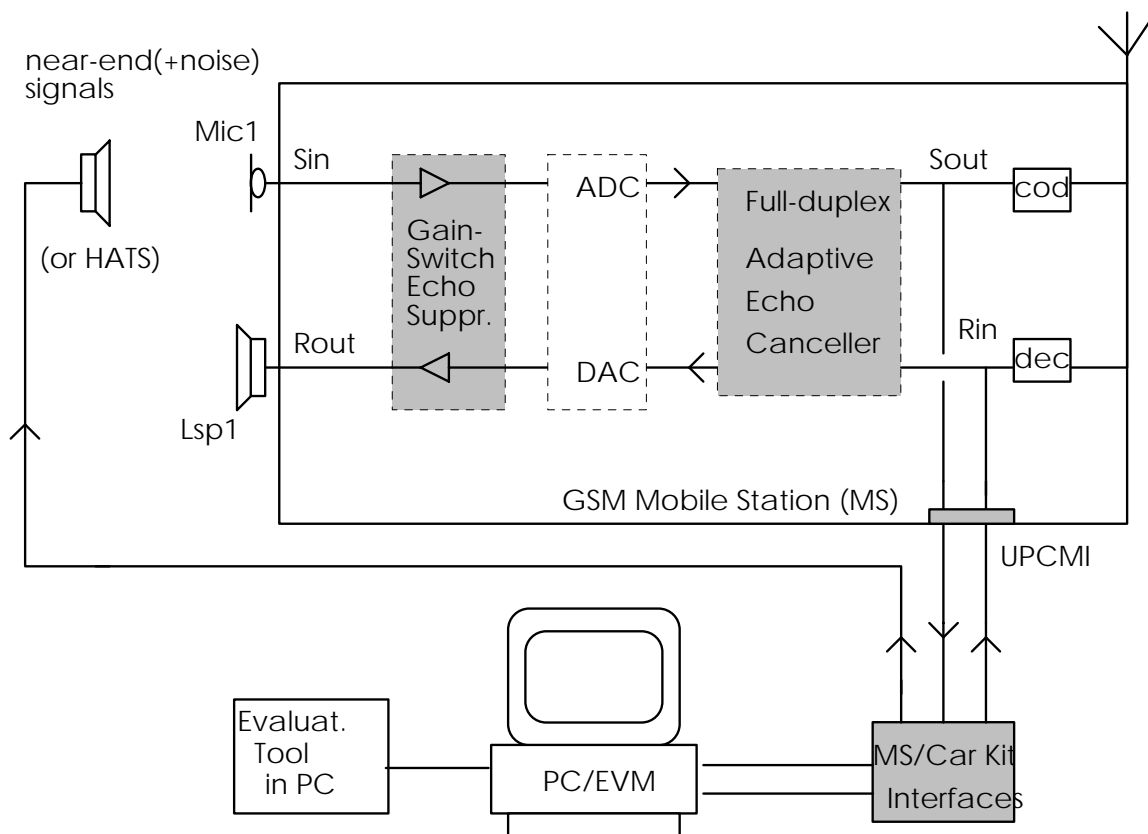 near-end(+noise)
signals
Mic1
Sin
ADC
Sout
cod
Full-duplex
Adaptive
Echo
Canceller
(or HATS)
Gain-
Switch
Echo
Suppr.
Rout
DAC
Rin
dec
Lsp1
GSM Mobile Station (MS)
UPCMI
Evaluat.
Tool
in PC
PC/EVM
MS/Car Kit
Interfaces